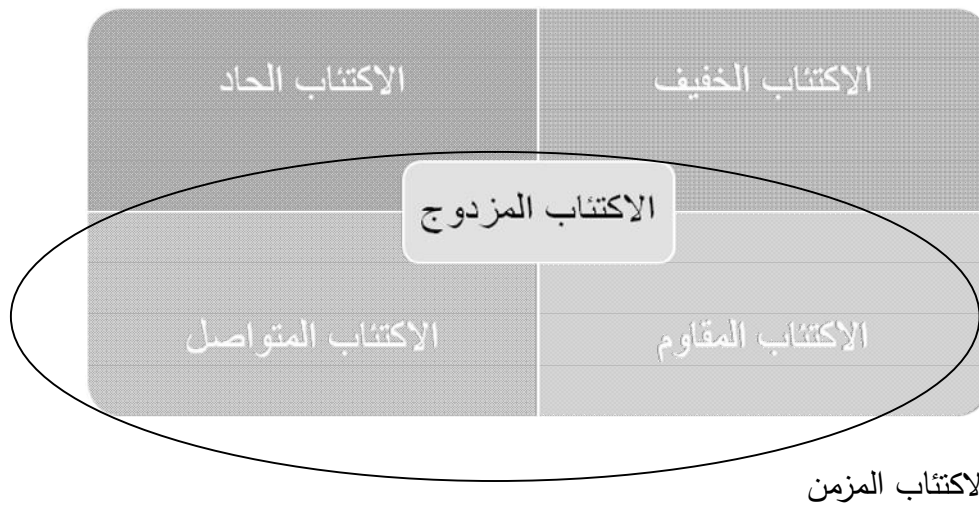 الاكتئاب الخفيف
الاكتئاب الحاد
الاكتئاب المزدوج
الاكتئاب المقاوم
الاكتئاب المتواصل
لاكتئاب المزمن